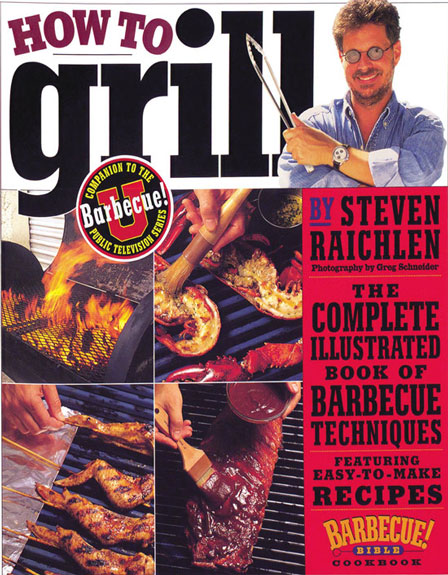 HOW TO
grill
COMPANION TO THE
Barbecue!
U
PUBLIC TELEVISION SERIES
BY STEVEN
RAICHLEN
Photography by Greg Schneider
THE
COMPLETE
ILLUSTRATED
BOOK OF
BARBECUE
TECHNIQUES
FEATURING
EASY-TO-MAKE
RECIPES
BARBECUE!
BIBLE
COOKBOOK